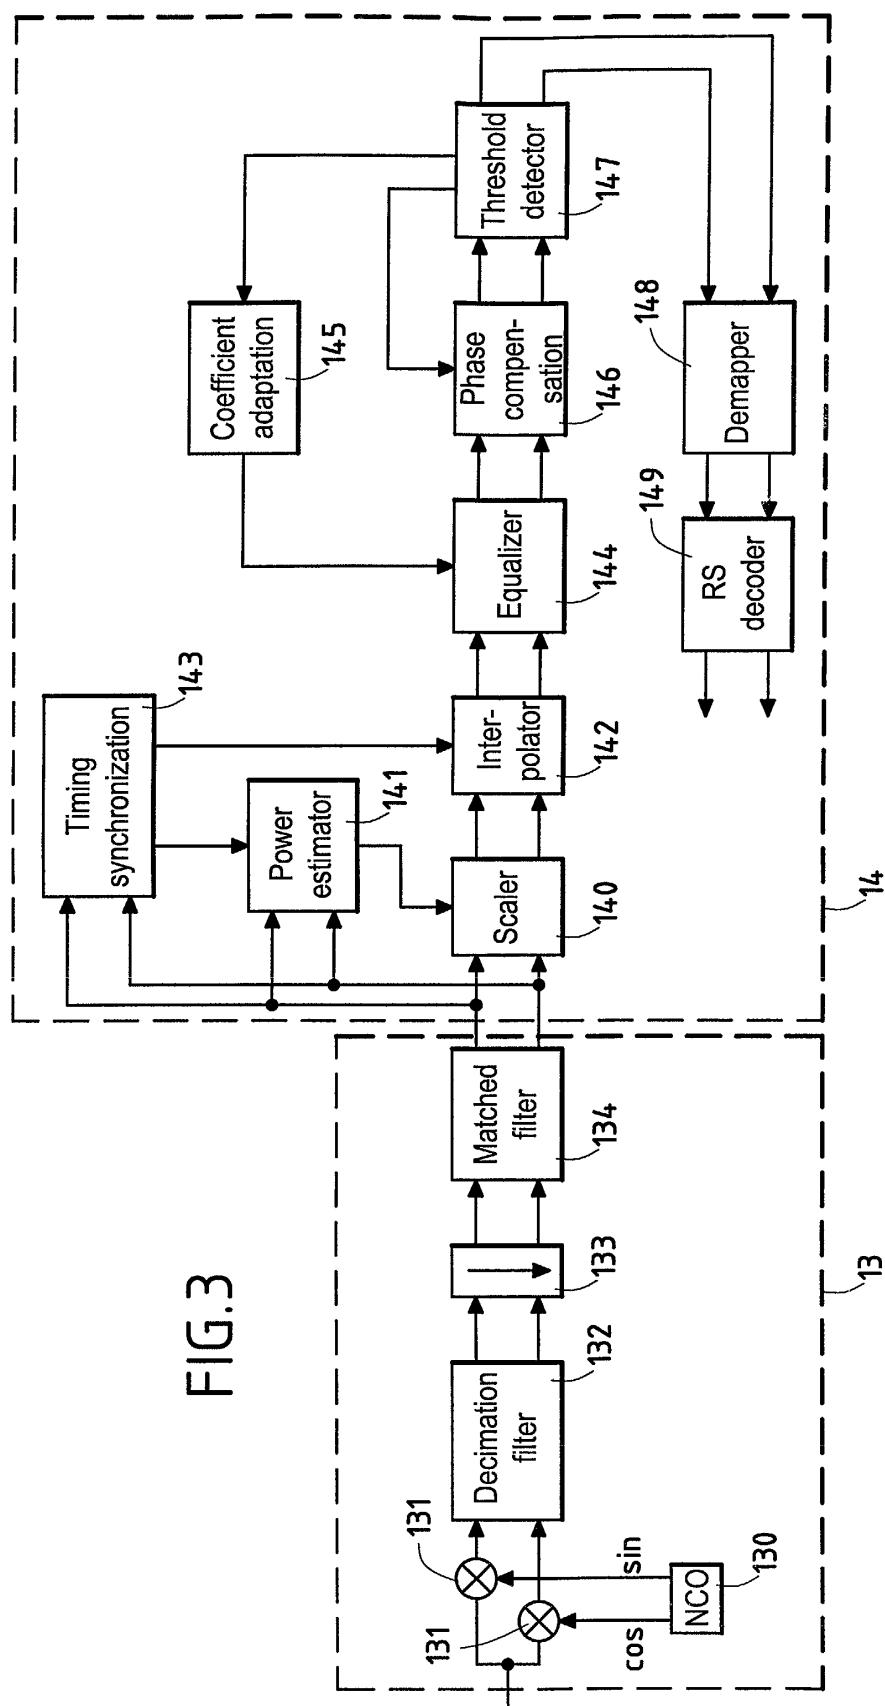 FIG.3
Timing
synchronization
143
Power
estimator
141
Coefficient
adaptation
145
Scaler
140
Inter-
polator
142
Equalizer
144
Phase
compen-
sation
146
Threshold
detector
147
Demapper
148
RS
decoder
149
14
131
131
cos
sin
NCO
130
Decimation
filter
132
133
Matched
filter
134
13